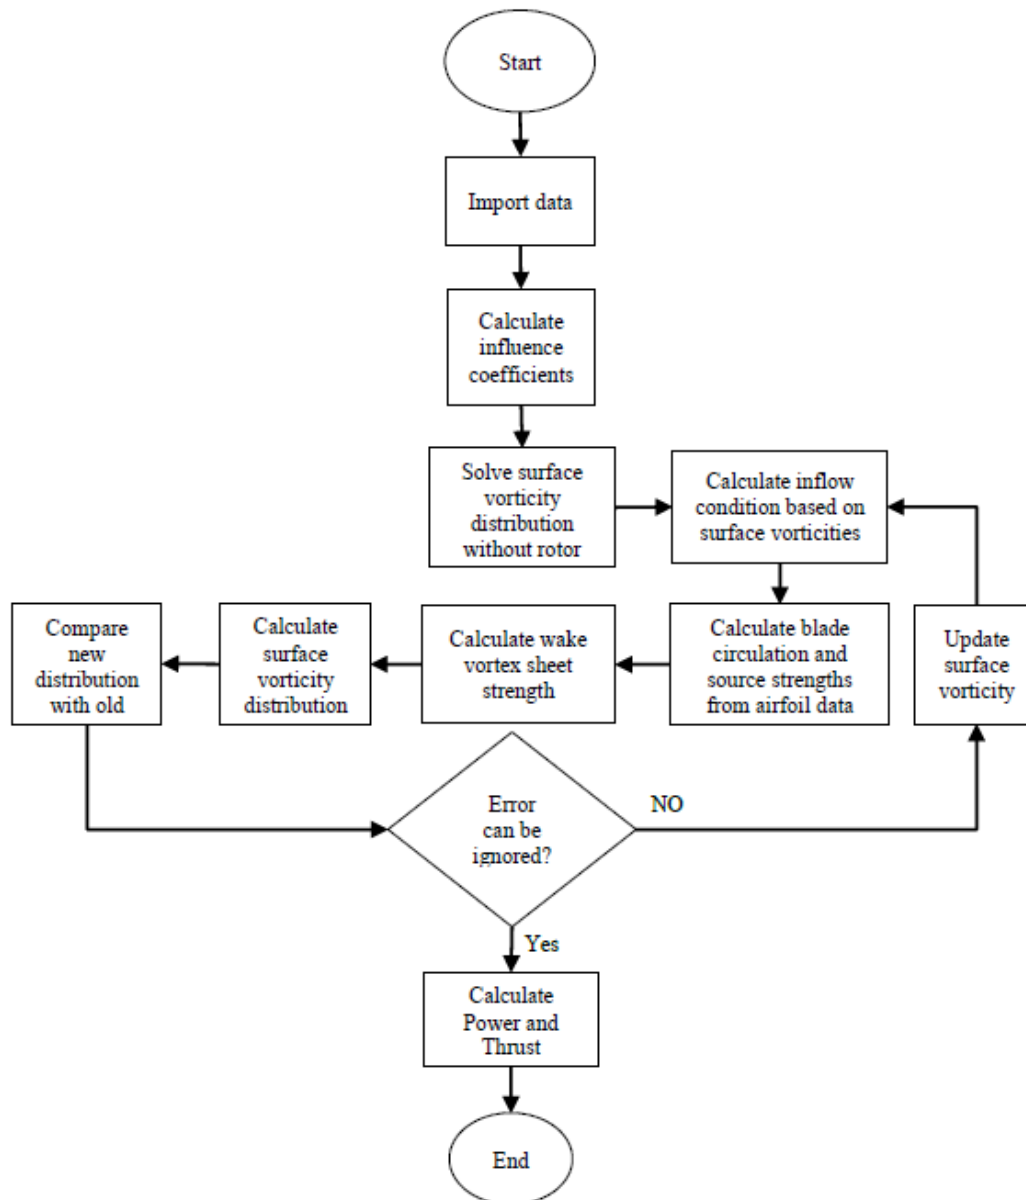 Start
Import data
Calculate
influence
coefficients
Solve surface
vorticity
distribution
without rotor
Calculate inflow
condition based on
surface vorticities
Compare
new
distribution
with old
Calculate
surface
vorticity
distribution
Calculate wake
vortex sheet
strength
Calculate blade
circulation and
source strengths
from airfoil data
Update
surface
vorticity
Error
can be
ignored?
NO
Yes
Calculate
Power and
Thrust
End